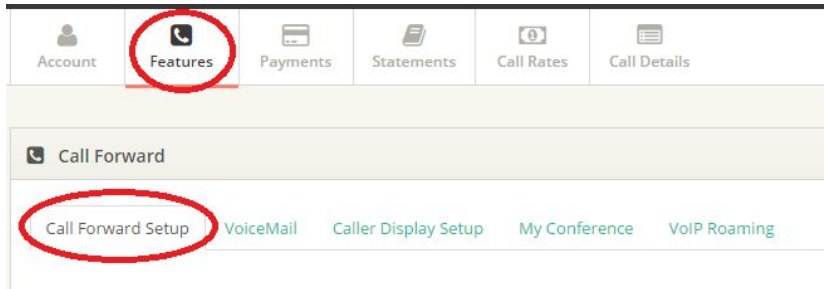 Account Features Payments Statements Call Rates Call Details
Call Forward
Call Forward Setup VoiceMail Caller Display Setup My Conference VoIP Roaming